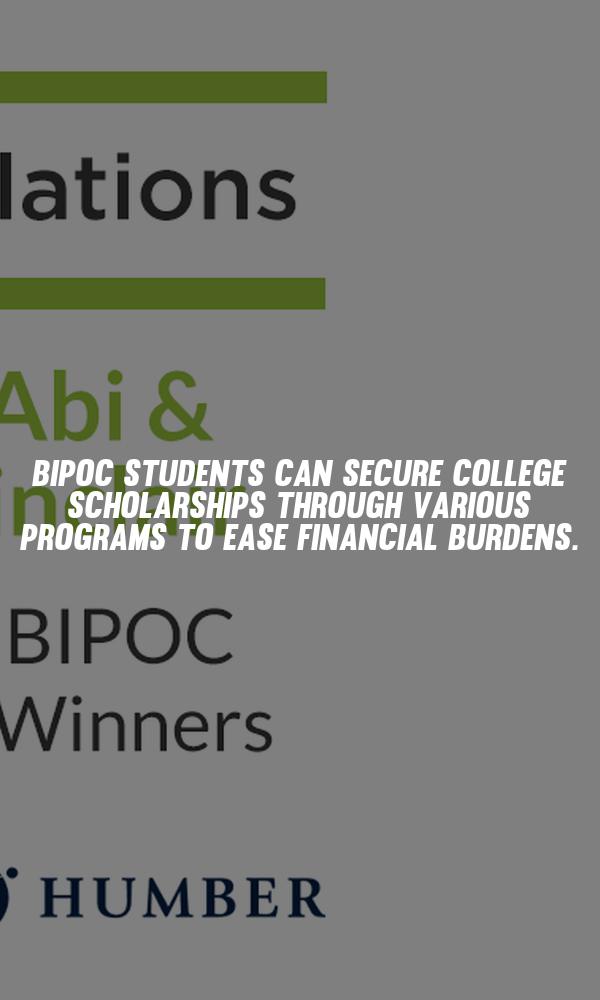 lations
Abi &
BIPOC STUDENTS CAN SECURE COLLEGE
SCHOLARSHIPS THROUGH VARIOUS
PROGRAMS TO EASE FINANCIAL BURDENS.
BIPOC
Winners
HUMBER